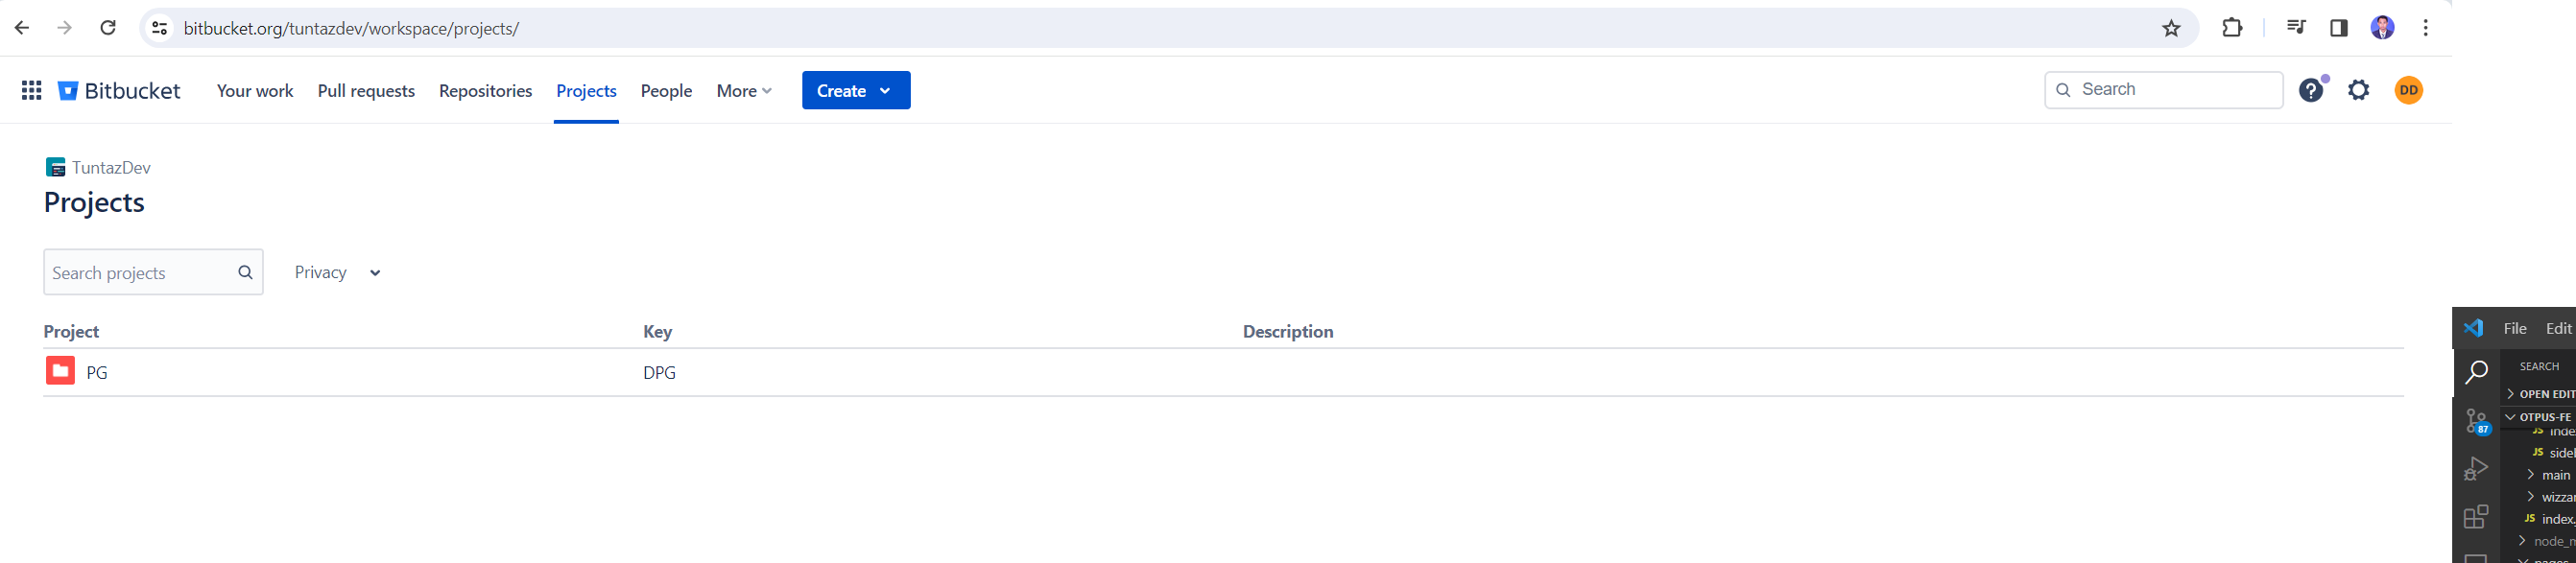 bitbucket.org/tuntazdev/workspace/projects/
Bitbucket Your work Pull requests Repositories Projects People More Create Search DD
TuntazDev
Projects
Search projects Privacy
Project Key Description
PG DPG
File Edit
SEARCH
OPEN EDIT
OTPUS-FE
87
JS inde
JS sidel
main
wizza
JS index.
node_m
pages